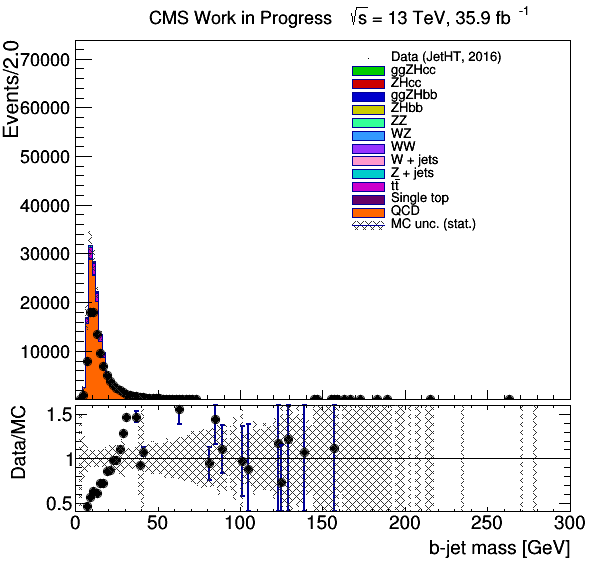 CMS Work in Progress √s = 13 TeV, 35.9 fb⁻¹
Events/2.0
70000
60000
50000
40000
30000
20000
10000
Data (JetHT, 2016)
ggZHcc
ZHcc
ggZHbb
ZHbb
ZZ
WZ
WW
W + jets
Z + jets
tt̄
Single top
QCD
MC unc. (stat.)
Data/MC
1.5
1
0.5
0 50 100 150 200 250 300
b-jet mass [GeV]